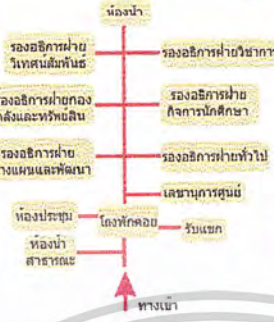 ห้องน้ำ
รองอธิการฝ่าย
วิเทศน์สัมพันธ์
รองอธิการฝ่ายวิชาการ
รองอธิการฝ่ายกอง
คลังและทรัพย์สิน
รองอธิการฝ่าย
กิจการนักศึกษา
รองอธิการฝ่าย
วางแผนและพัฒนา
รองอธิการฝ่ายทั่วไป
เลขานุการศูนย์
ห้องประชุม
โถงพักคอย
รับแขก
ห้องน้ำ
สาธารณะ
ทางเข้า